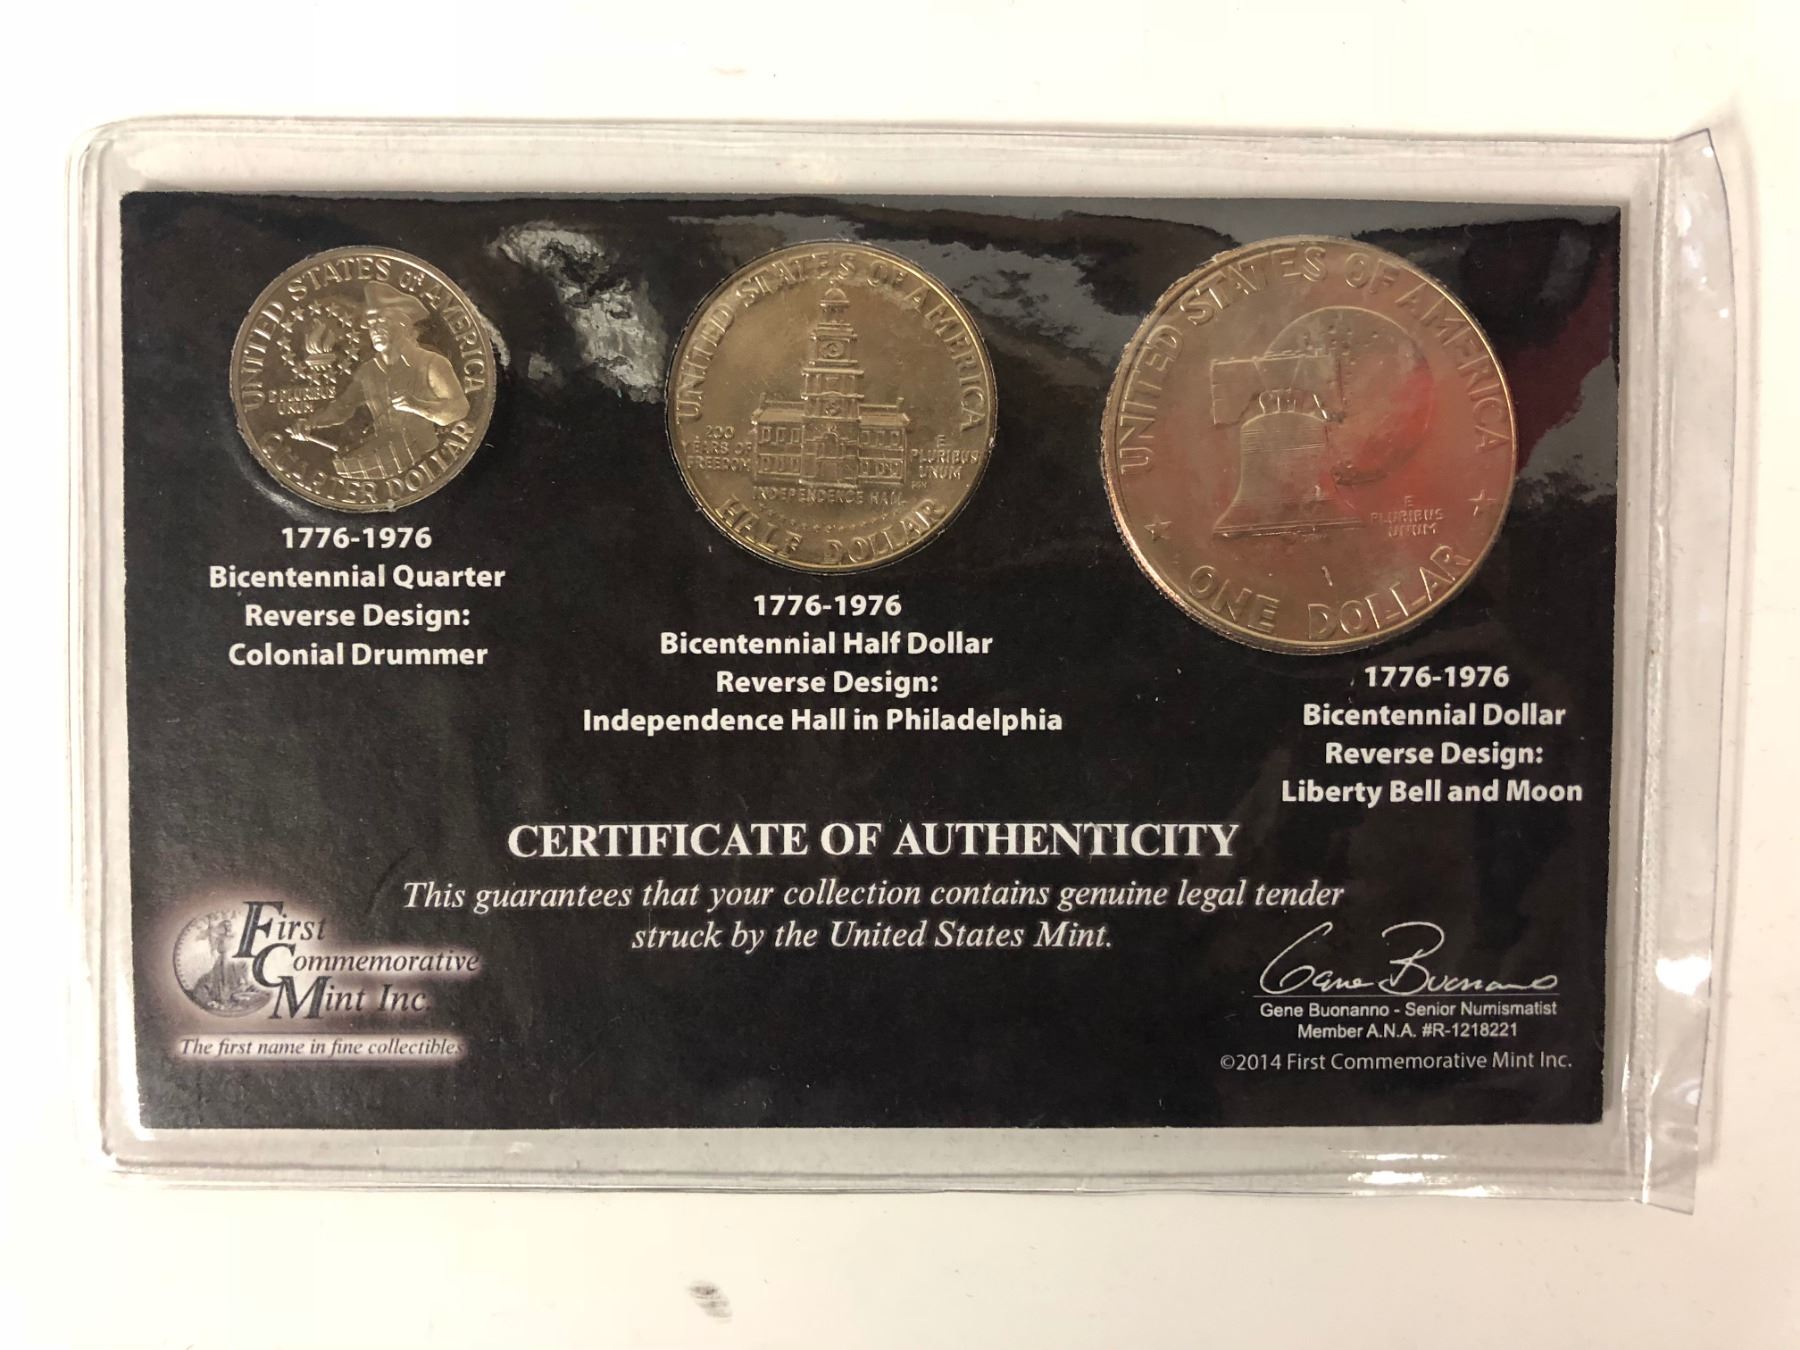 UNITED STATES OF AMERICA
E PLURIBUS
UNUM
QUARTER DOLLAR
1776-1976
Bicentennial Quarter
Reverse Design:
Colonial Drummer
UNITED STATES OF AMERICA
200
YEARS OF
FREEDOM
E
PLURIBUS
UNUM
INDEPENDENCE HALL
HALF DOLLAR
1776-1976
Bicentennial Half Dollar
Reverse Design:
Independence Hall in Philadelphia
UNITED STATES OF AMERICA
E
PLURIBUS
UNUM
ONE DOLLAR
1776-1976
Bicentennial Dollar
Reverse Design:
Liberty Bell and Moon
CERTIFICATE OF AUTHENTICITY
This guarantees that your collection contains genuine legal tender
struck by the United States Mint.
First
Commemorative
Mint Inc.
The first name in fine collectibles
Gene Buonanno
Gene Buonanno - Senior Numismatist
Member A.N.A. #R-1218221
©2014 First Commemorative Mint Inc.